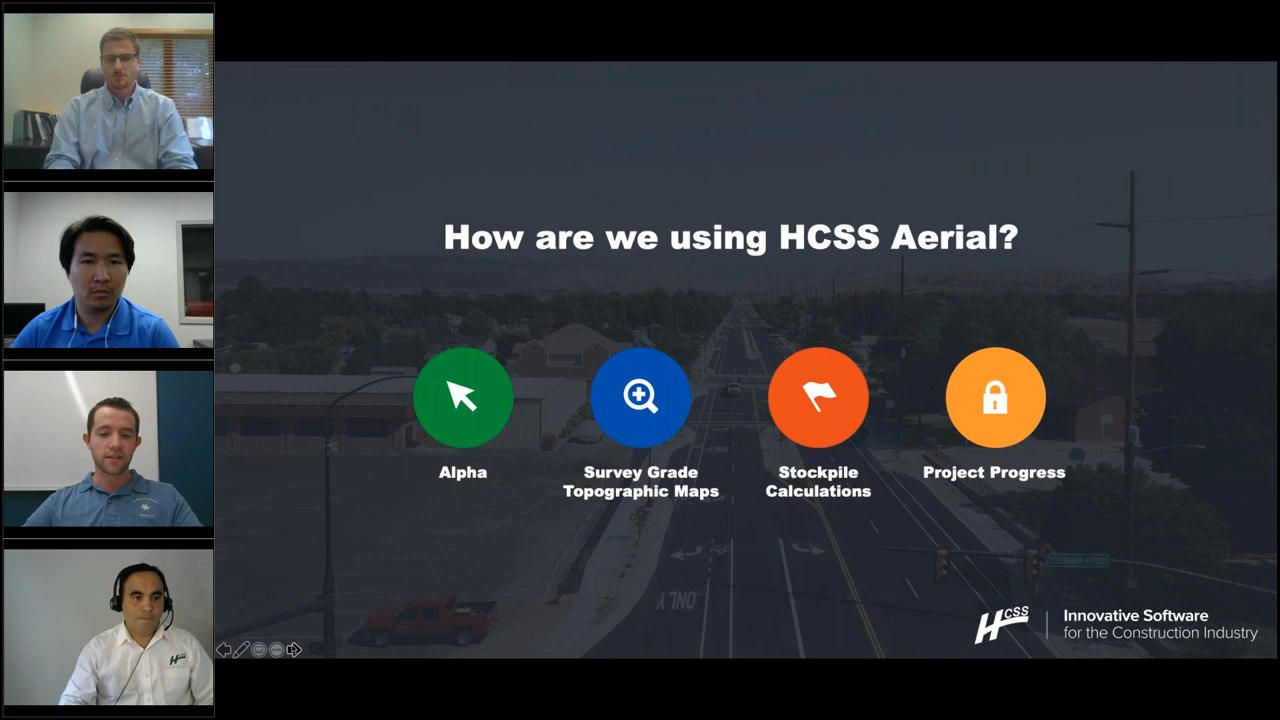 How are we using HCSS Aerial?
Alpha
Survey Grade
Topographic Maps
Stockpile
Calculations
Project Progress
ONLY
HCSS
Innovative Software
for the Construction Industry
HCSS